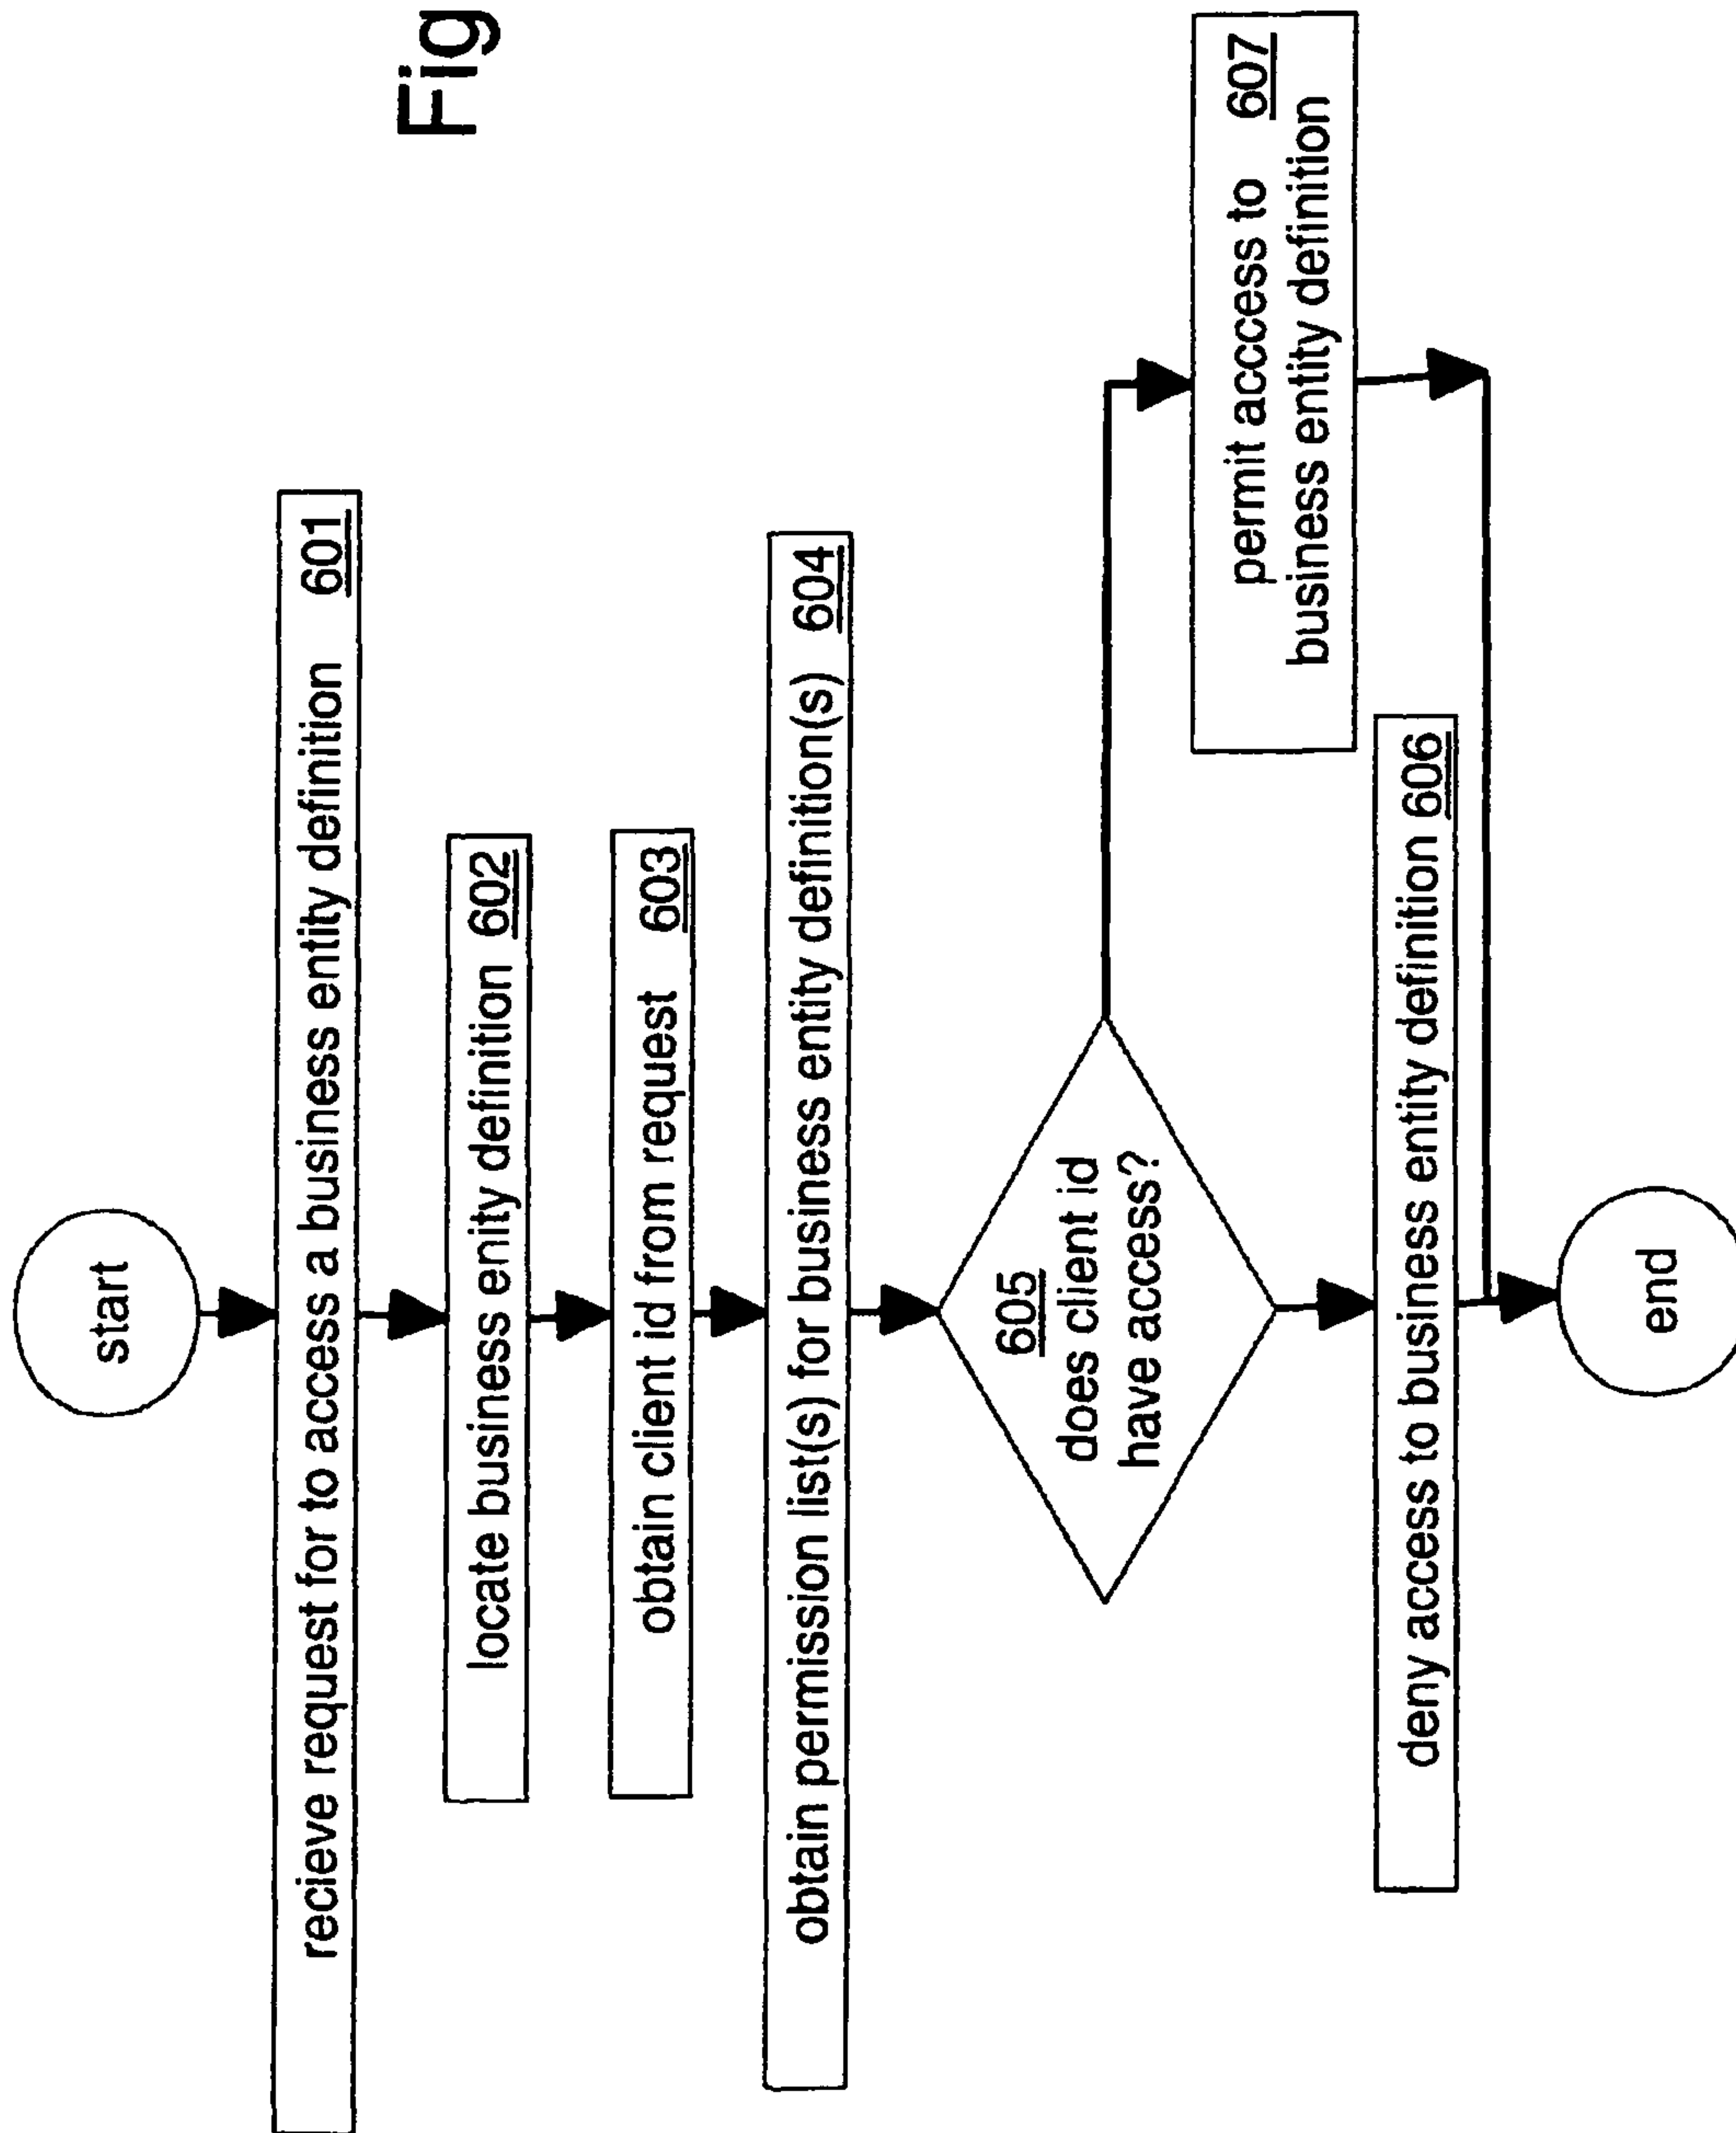 Fig
start
recieve request for to access a business entity definition 601
locate business enity definition 602
obtain client id from request 603
obtain permission list(s) for business entity definitions(s) 604
605
does client id
have access?
permit access to 607
business entity definition
deny access to business entity definition 606
end